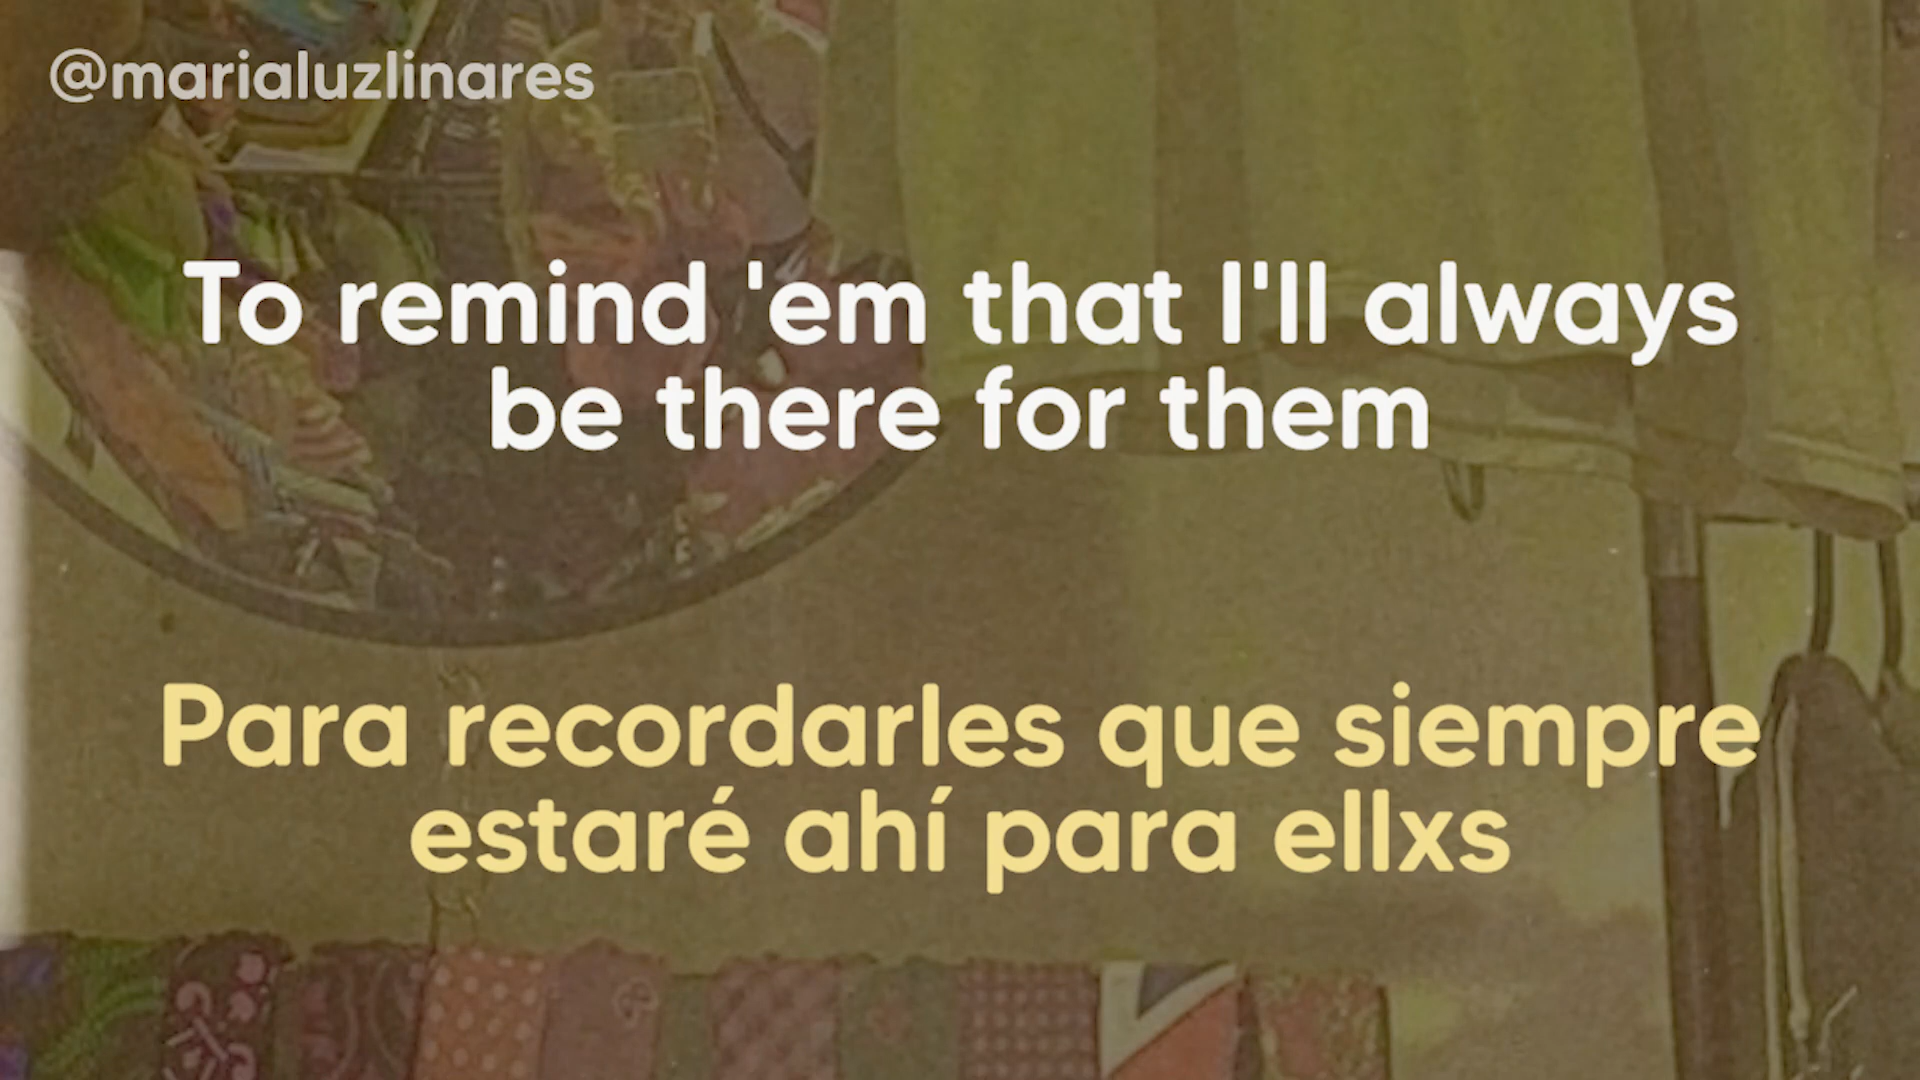 @marialuzlinares
To remind 'em that I'll always
be there for them
Para recordarles que siempre
estaré ahí para ellxs